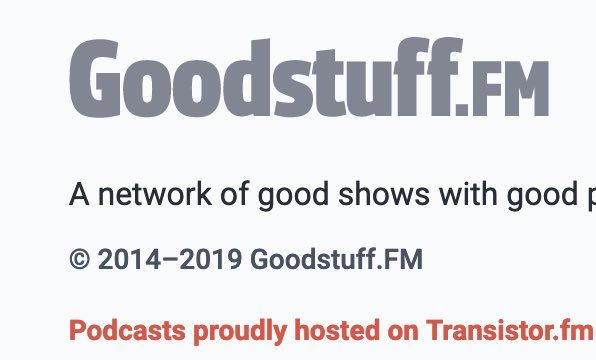 Goodstuff.FM
A network of good shows with good
© 2014–2019 Goodstuff.FM
Podcasts proudly hosted on Transistor.fm